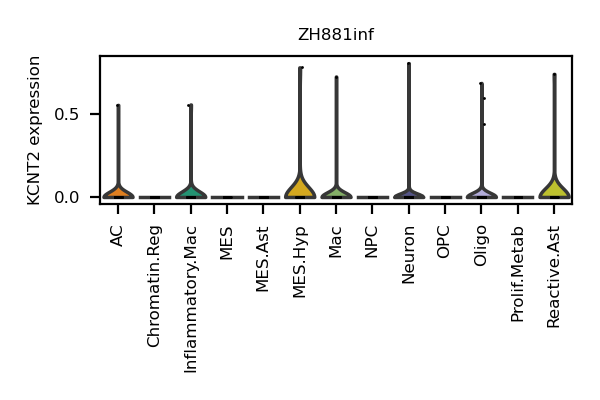 ZH881inf
KCNT2 expression
0.5
0.0
AC
Chromatin.Reg
Inflammatory.Mac
MES
MES.Ast
MES.Hyp
Mac
NPC
Neuron
OPC
Oligo
Prolif.Metab
Reactive.Ast